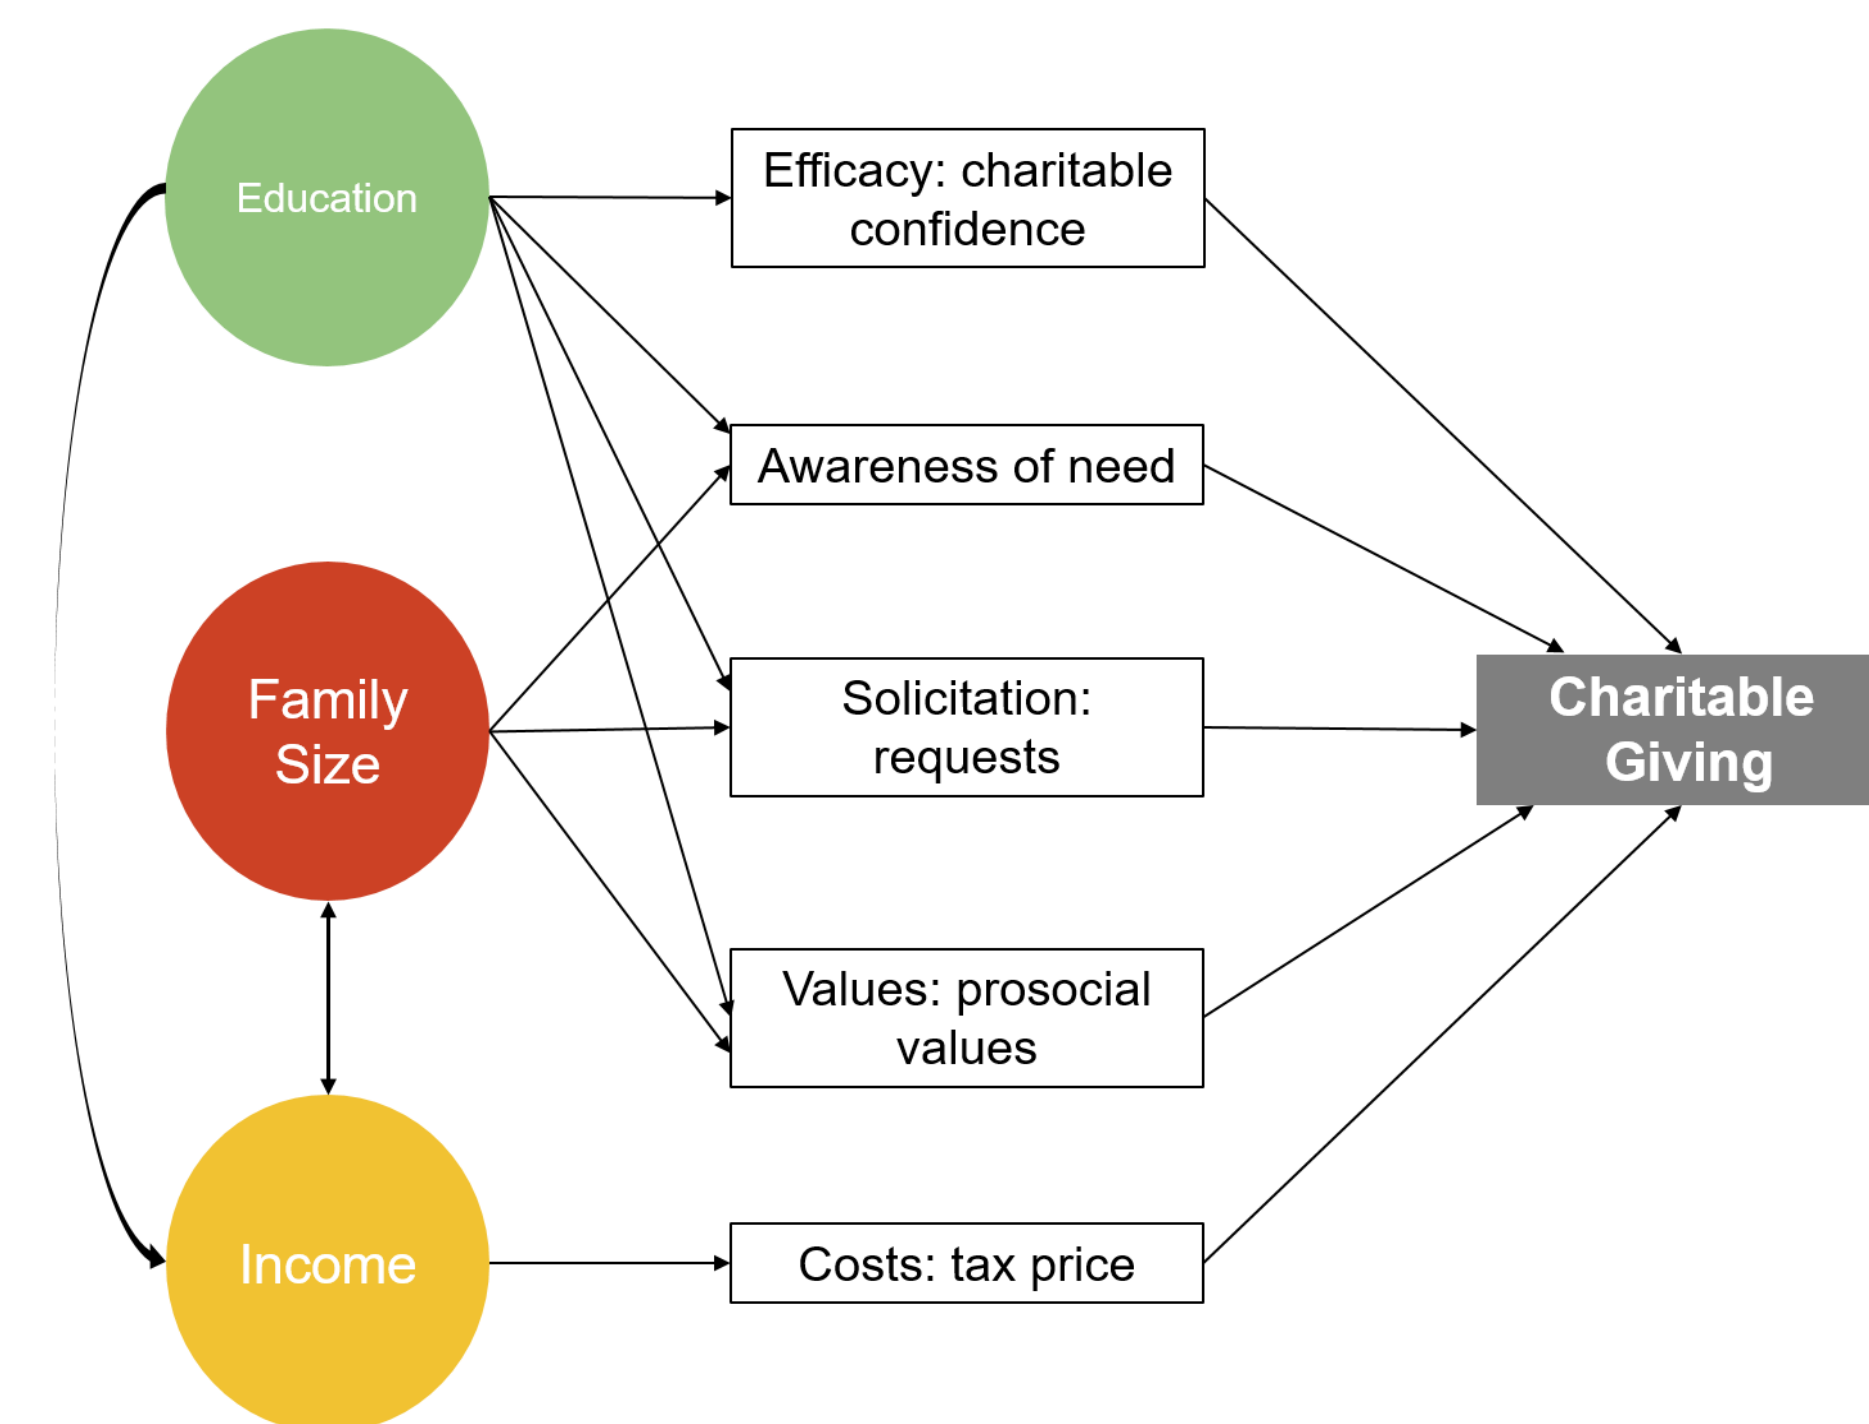 Education
Efficacy: charitable
confidence
Awareness of need
Family
Size
Solicitation:
requests
Charitable
Giving
Values: prosocial
values
Income
Costs: tax price